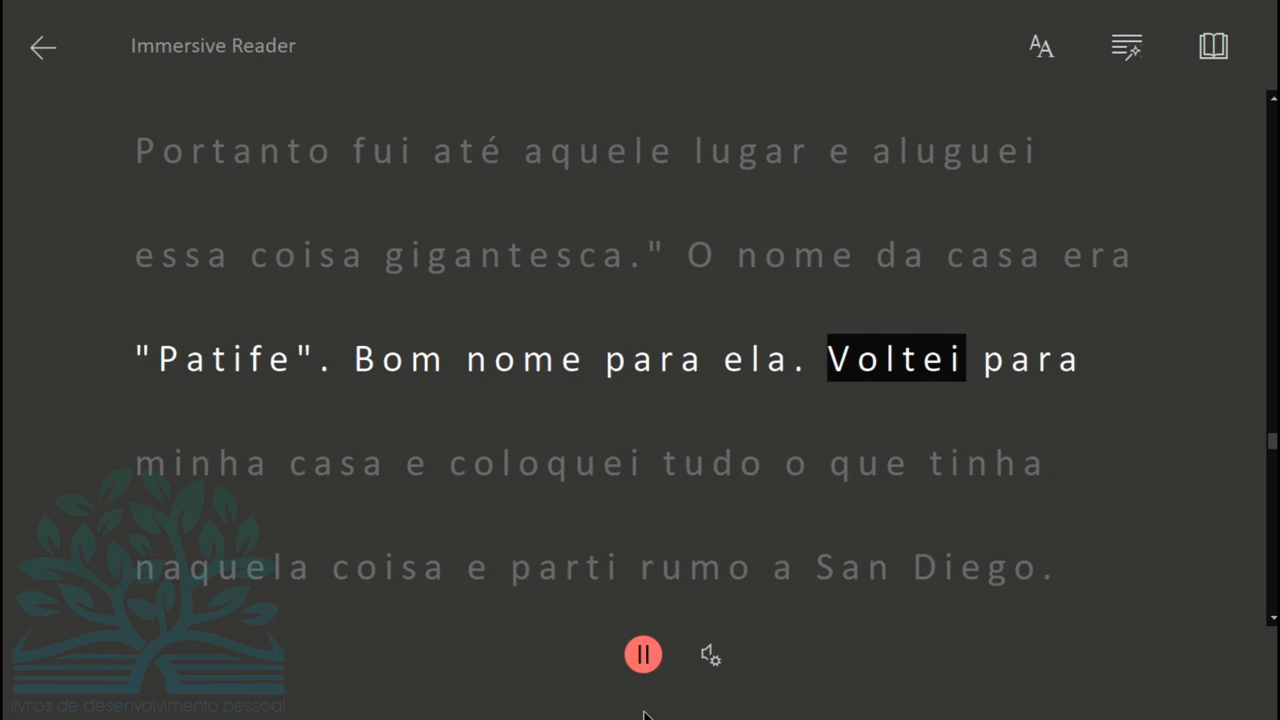 Immersive Reader
Portanto fui até aquele lugar e aluguei
essa coisa gigantesca." O nome da casa era
"Patife". Bom nome para ela. Voltei para
minha casa e coloquei tudo o que tinha
naquela coisa e parti rumo a San Diego.
livros de desenvolvimento pessoal